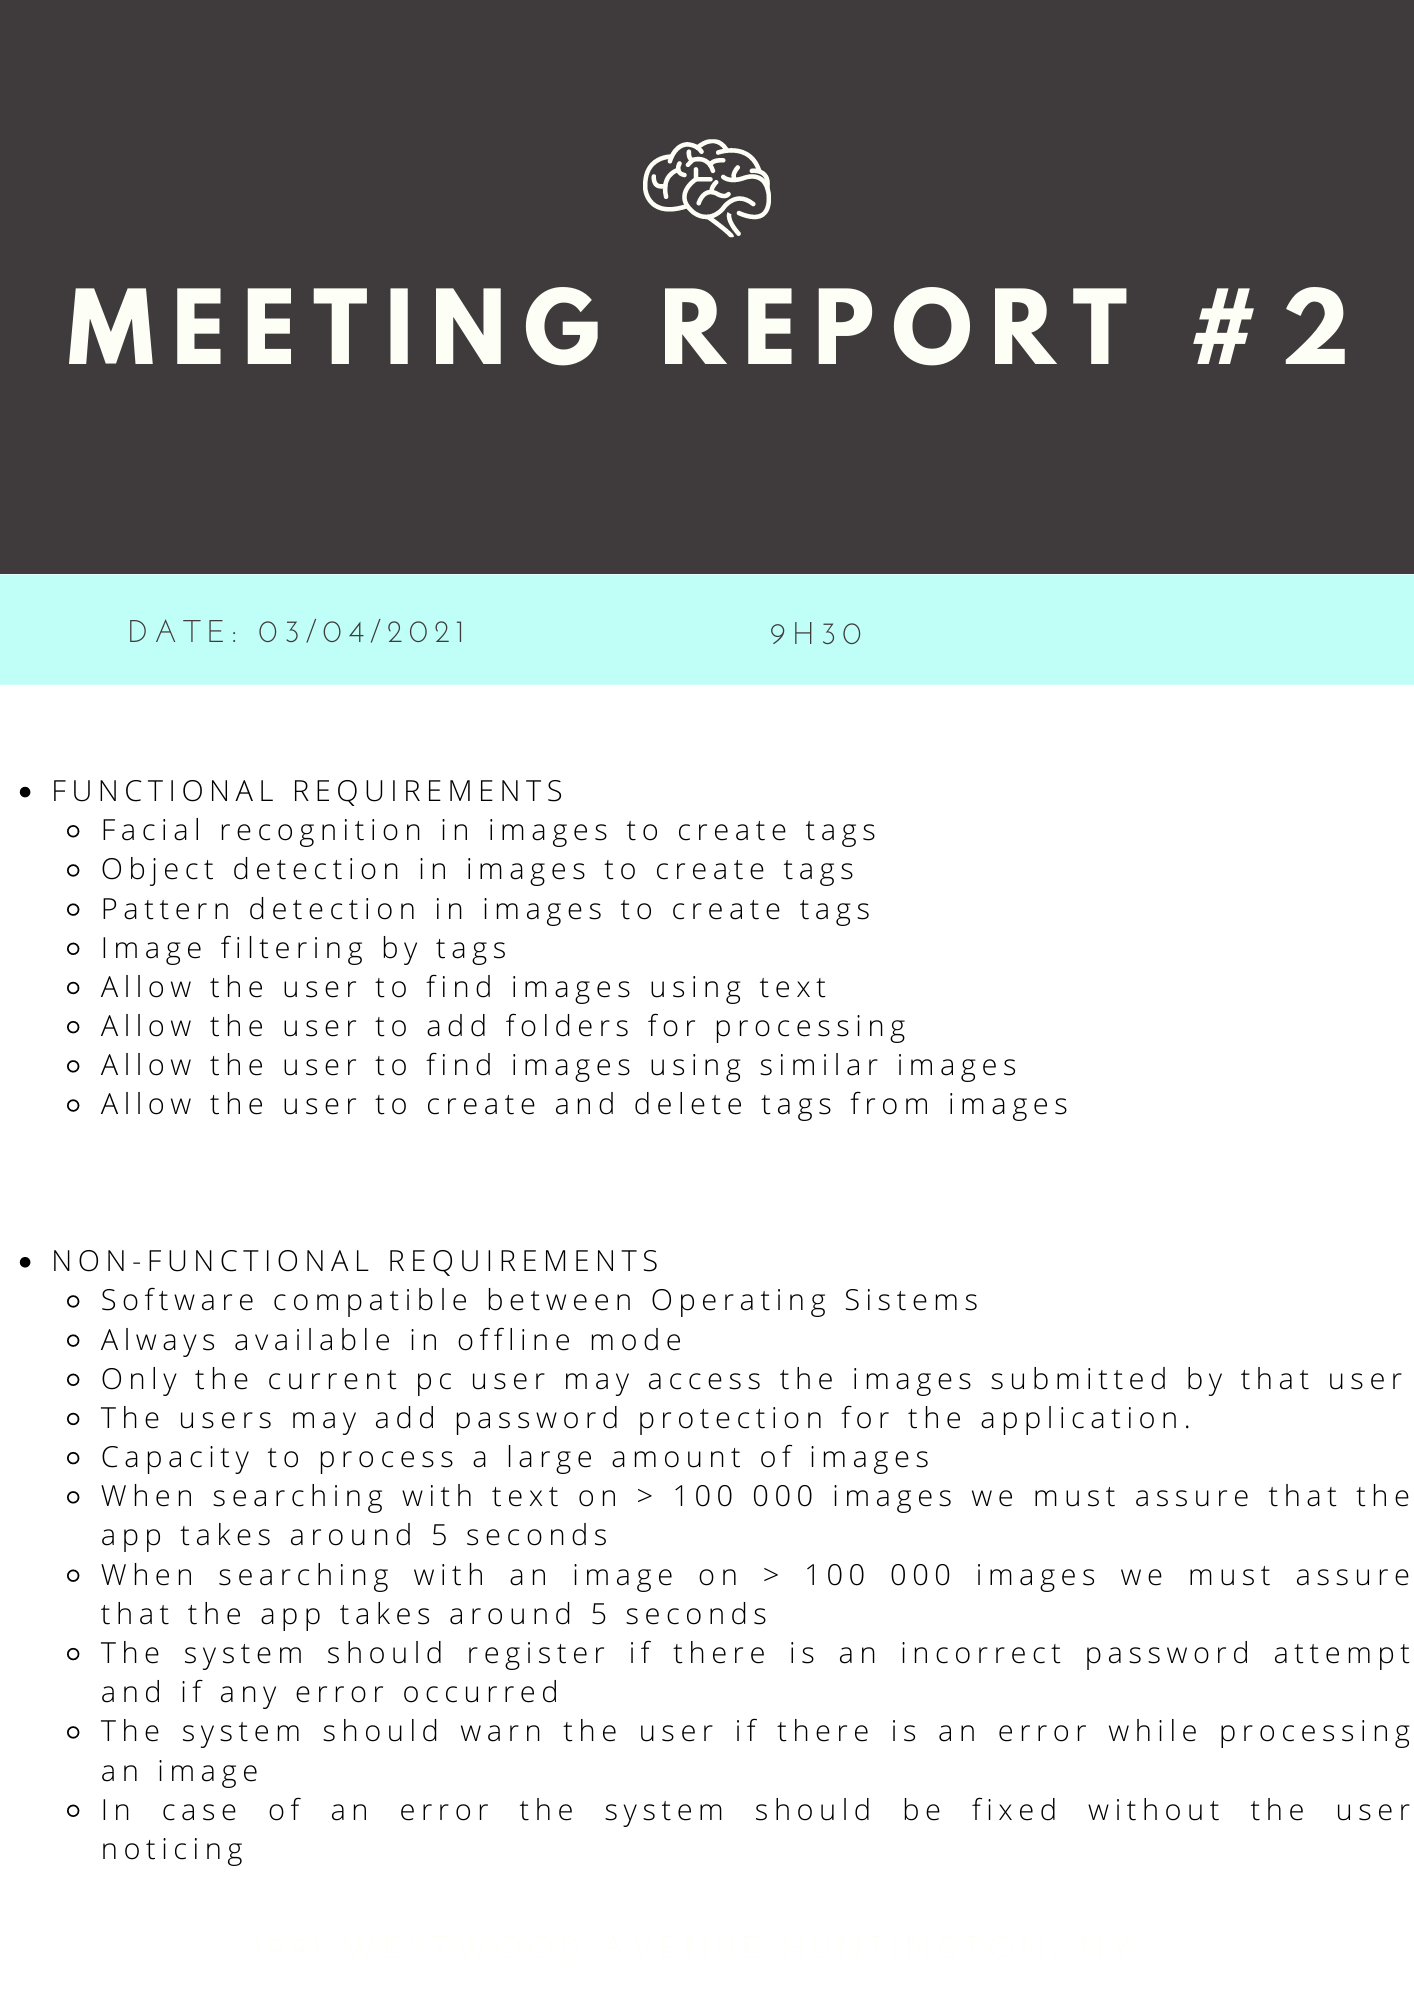 MEETING REPORT #2
DATE: 03/04/2021
9H30
FUNCTIONAL REQUIREMENTS
Facial recognition in images to create tags
Object detection in images to create tags
Pattern detection in images to create tags
Image filtering by tags
Allow the user to find images using text
Allow the user to add folders for processing
Allow the user to find images using similar images
Allow the user to create and delete tags from images
NON-FUNCTIONAL REQUIREMENTS
Software compatible between Operating Sistems
Always available in offline mode
Only the current pc user may access the images submitted by that user
The users may add password protection for the application.
Capacity to process a large amount of images
When searching with text on > 100 000 images we must assure that the
app takes around 5 seconds
When searching with an image on > 100 000 images we must assure
that the app takes around 5 seconds
The system should register if there is an incorrect password attempt
and if any error occurred
The system should warn the user if there is an error while processing
an image
In case of an error the system should be fixed without the user
noticing